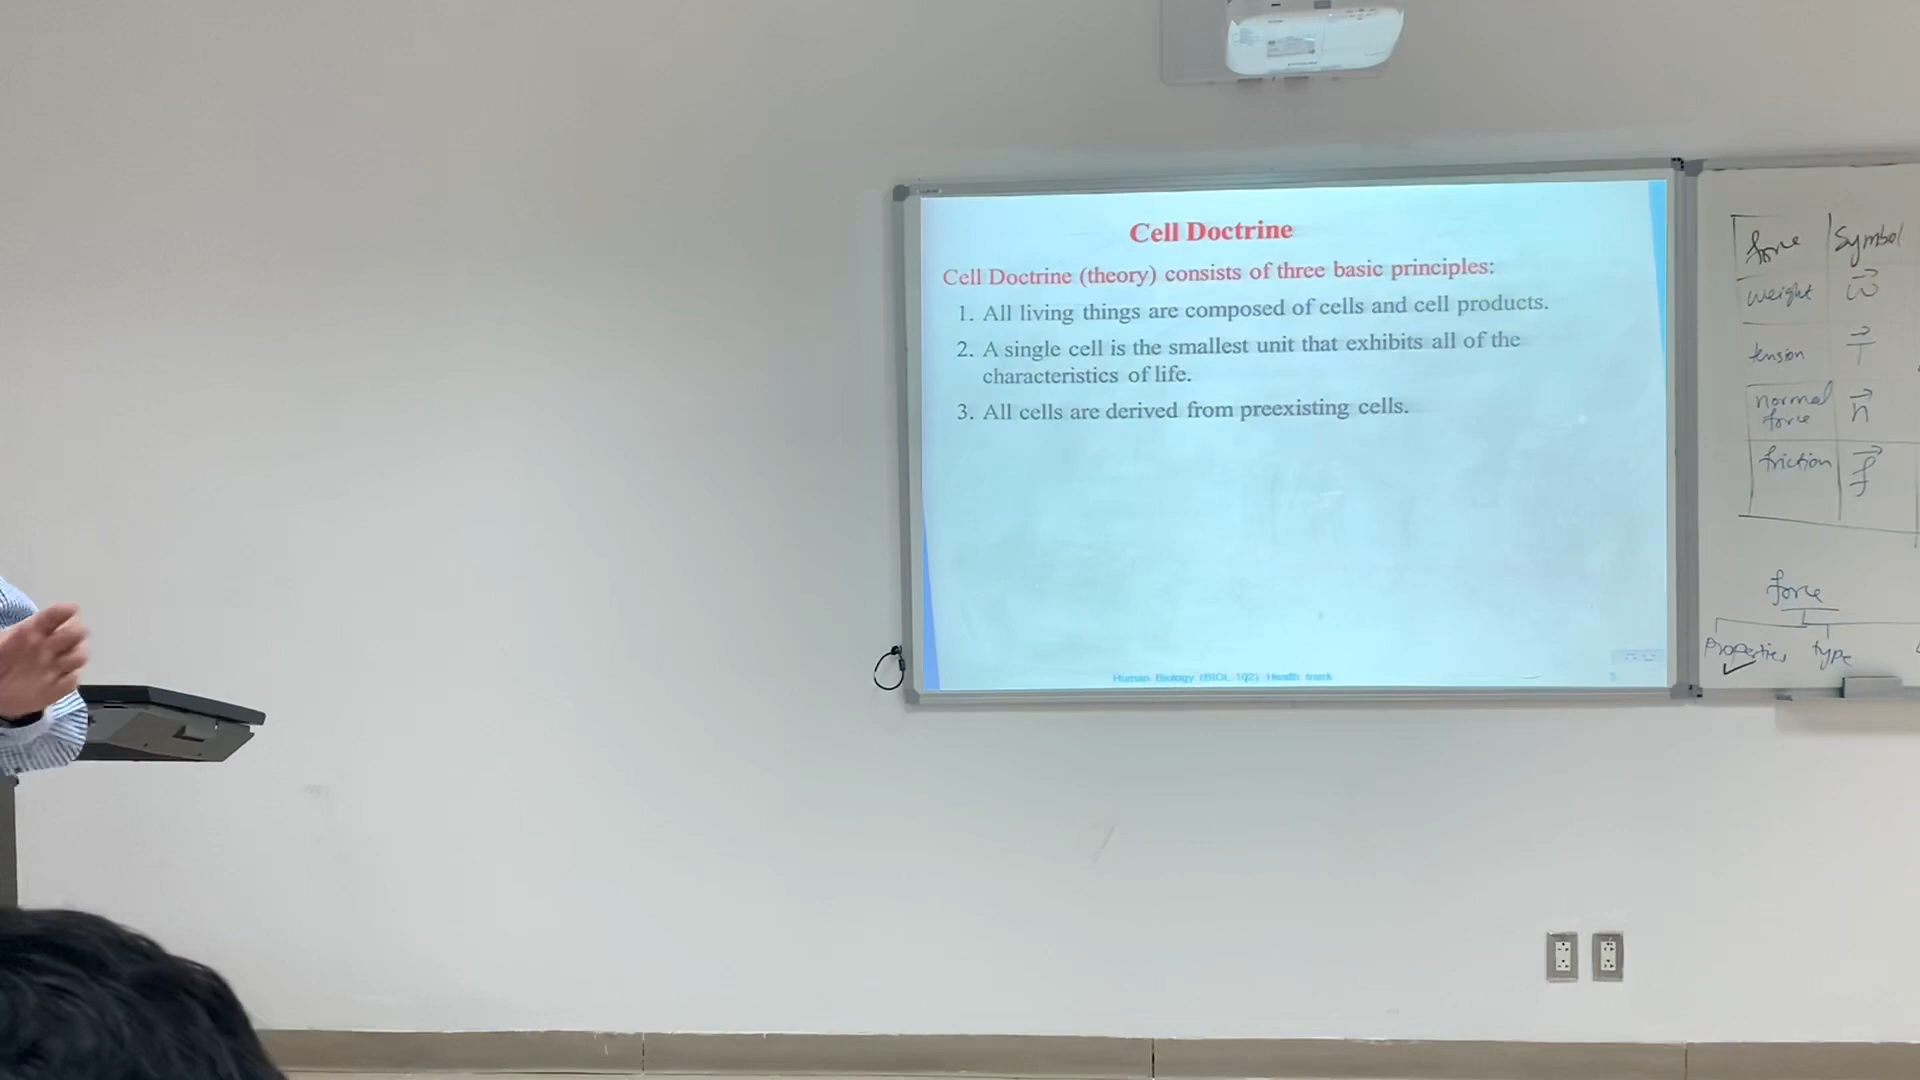 Cell Doctrine
Cell Doctrine (theory) consists of three basic principles:
1. All living things are composed of cells and cell products.
2. A single cell is the smallest unit that exhibits all of the
characteristics of life.
3. All cells are derived from preexisting cells.
Human Biology (BIOL 102) Health track
force Symbol
weight w
tension T
normal
force n
friction f
force
properties type